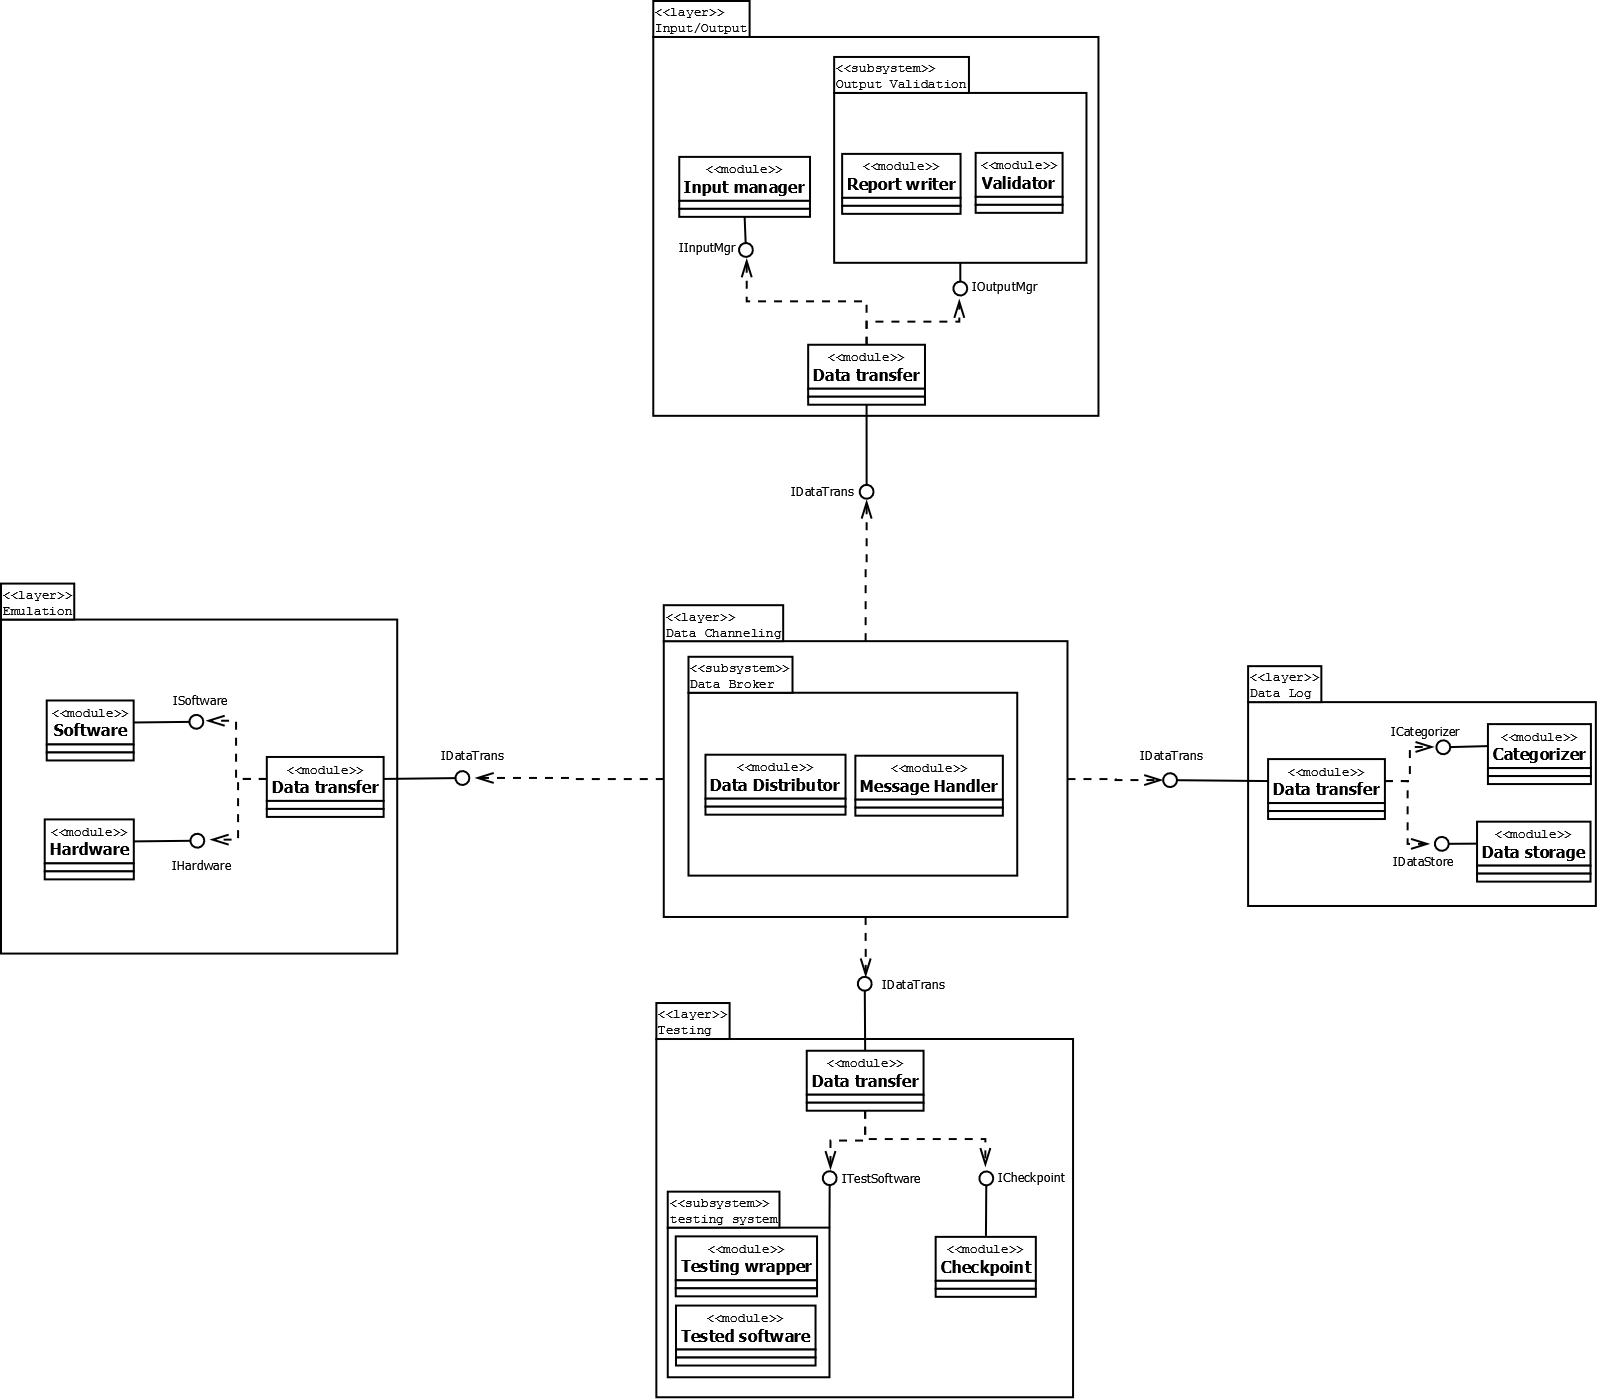 <<layer>>
Input/Output
<<subsystem>>
Output Validation
<<module>>
Input manager
<<module>>
Report writer
<<module>>
Validator
IInputMgr
IOutputMgr
<<module>>
Data transfer
IDataTrans
<<layer>>
Emulation
ISoftware
<<module>>
Software
<<module>>
Data transfer
<<module>>
Hardware
IHardware
IDataTrans
<<layer>>
Data Channeling
<<subsystem>>
Data Broker
<<module>>
Data Distributor
<<module>>
Message Handler
IDataTrans
<<layer>>
Data Log
ICategorizer
<<module>>
Categorizer
<<module>>
Data transfer
<<module>>
Data storage
IDataStore
IDataTrans
<<layer>>
Testing
<<module>>
Data transfer
ITestSoftware
ICheckpoint
<<subsystem>>
testing system
<<module>>
Testing wrapper
<<module>>
Checkpoint
<<module>>
Tested software